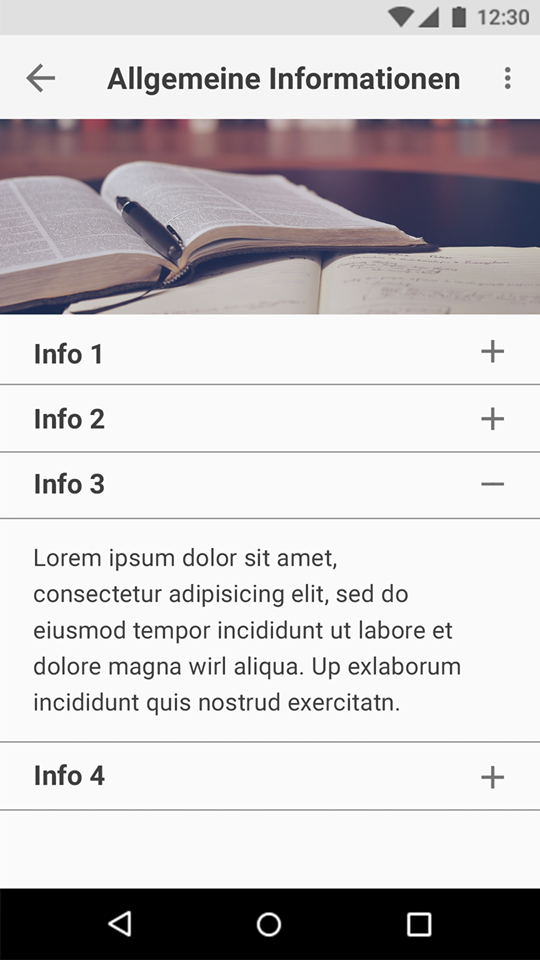 12:30
Allgemeine Informationen
Info 1
Info 2
Info 3
Lorem ipsum dolor sit amet,
consectetur adipisicing elit, sed do
eiusmod tempor incididunt ut labore et
dolore magna wirl aliqua. Up exlaborum
incididunt quis nostrud exercitatn.
Info 4